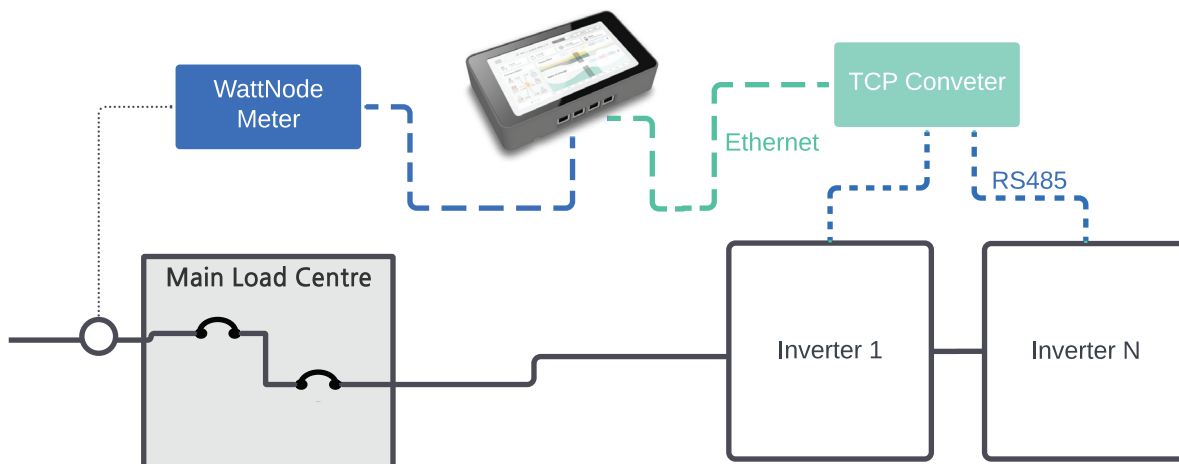 WattNode
Meter
TCP Conveter
Ethernet
RS485
Main Load Centre
Inverter 1
Inverter N